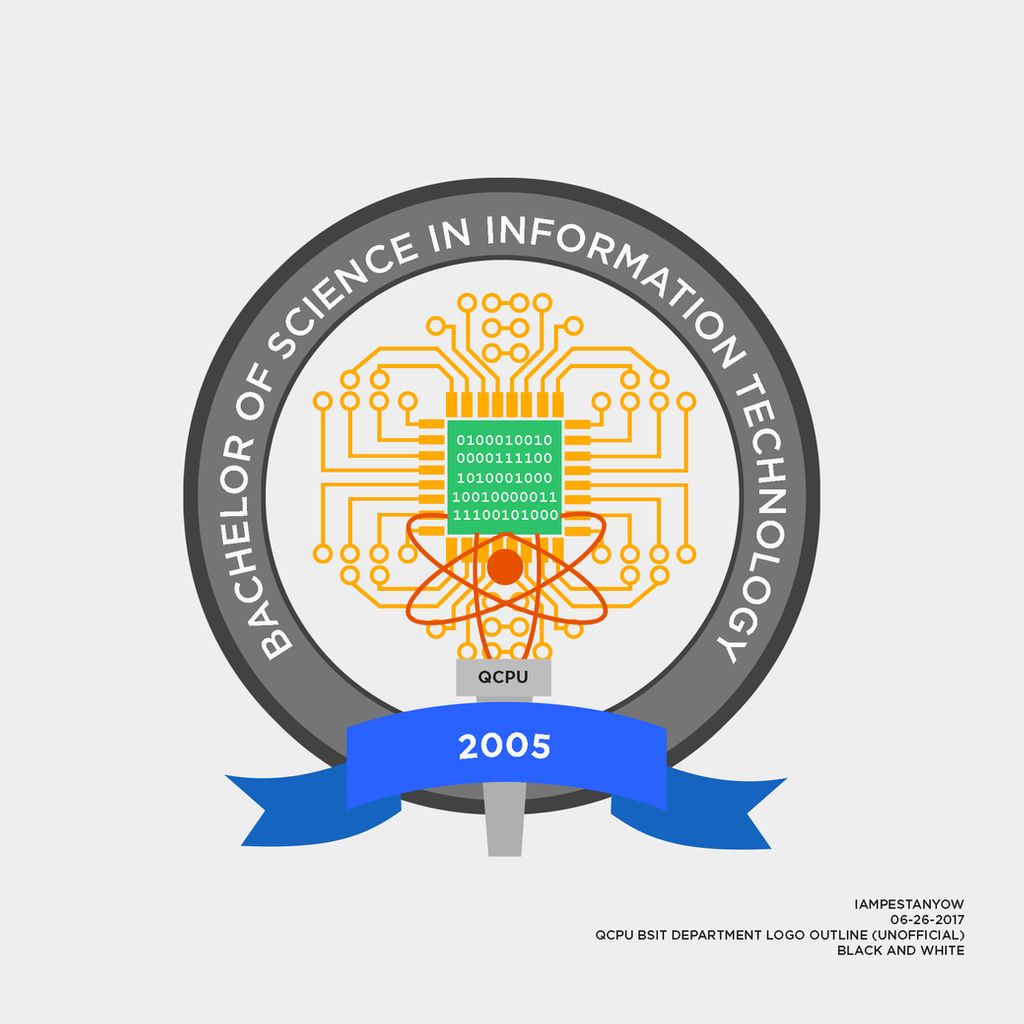 BACHELOR OF SCIENCE IN INFORMATION TECHNOLOGY
0100010010
0000111100
1010001000
10010000011
11100101000
QCPU
2005
IAMPESTANYOW
06-26-2017
QCPU BSIT DEPARTMENT LOGO OUTLINE (UNOFFICIAL)
BLACK AND WHITE